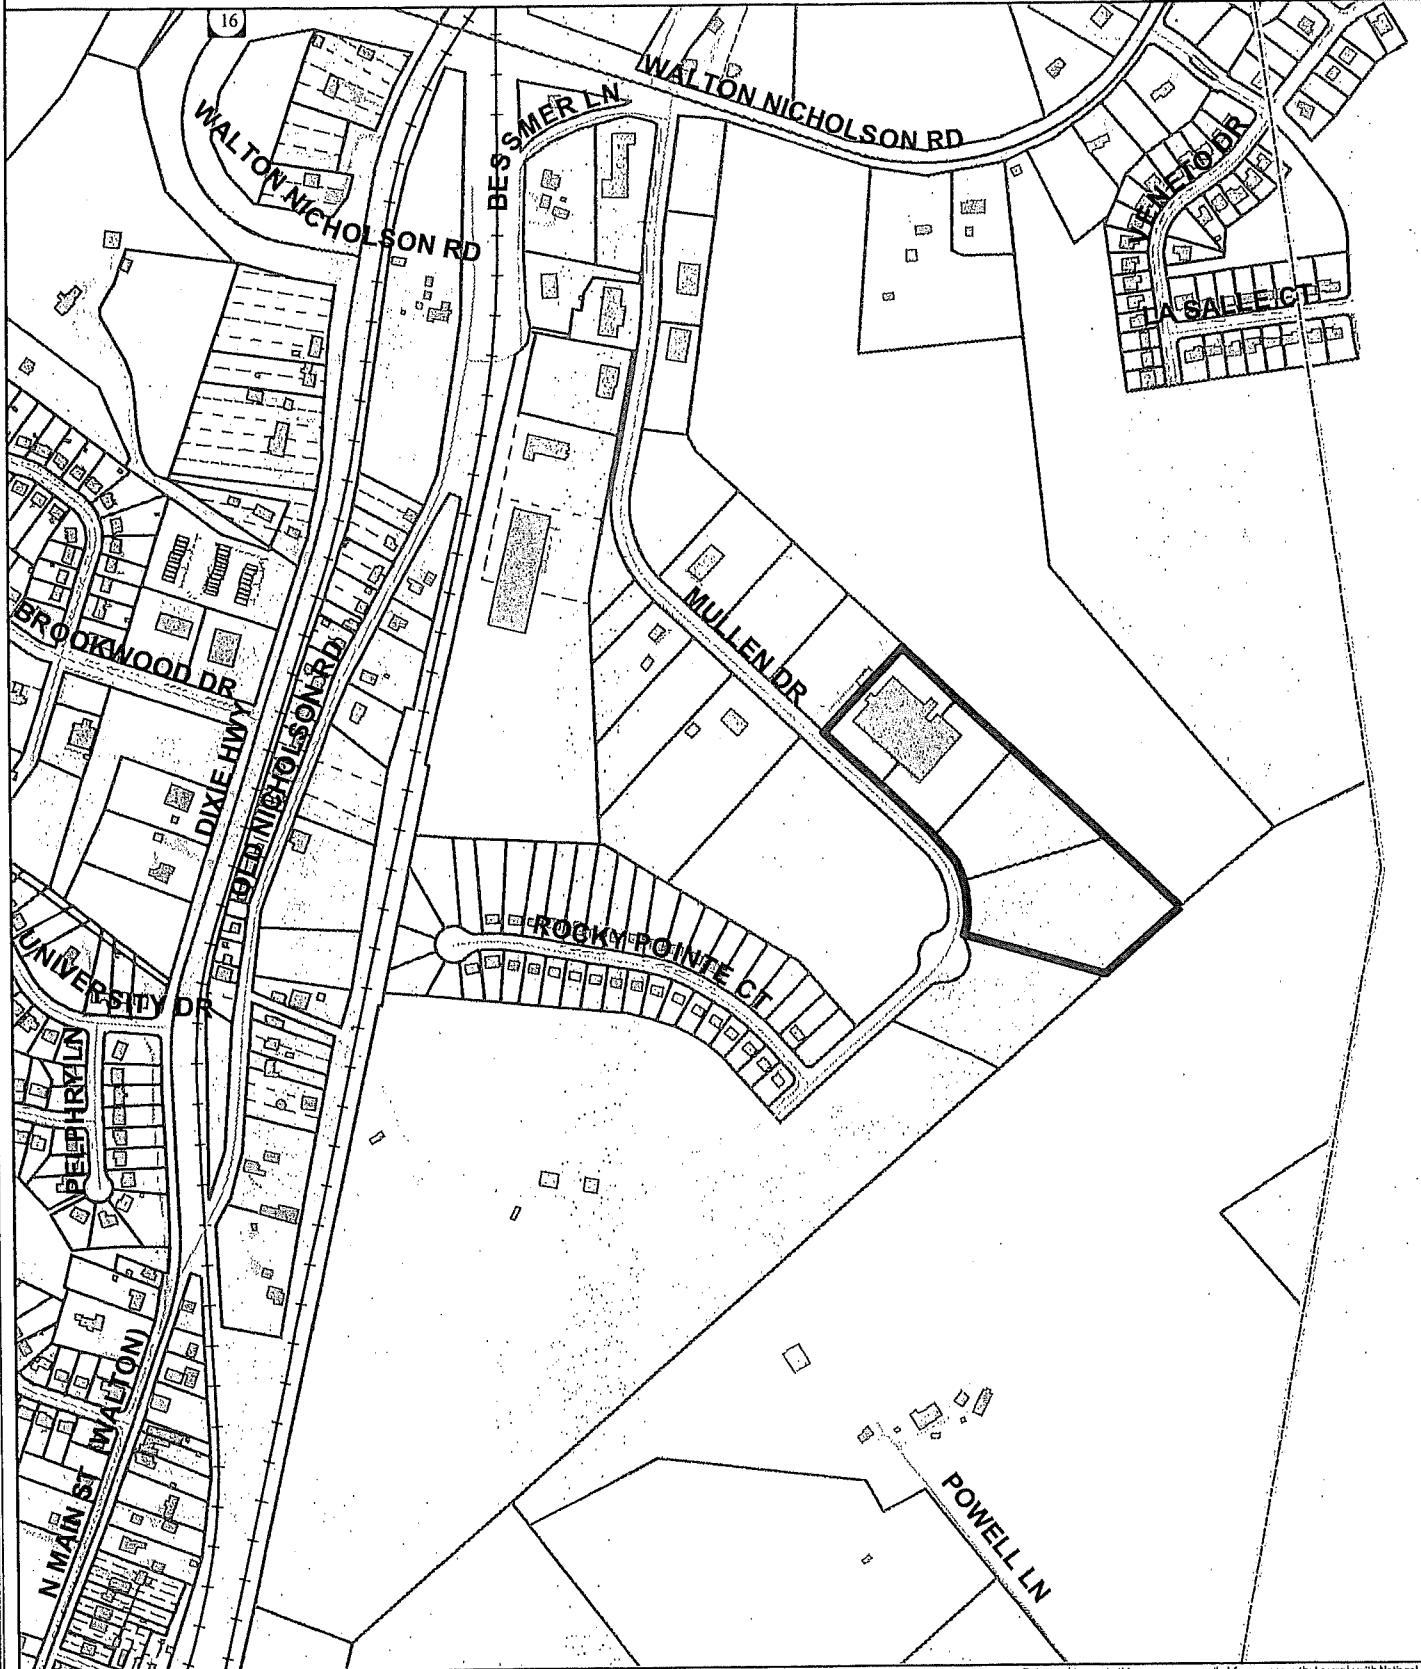 16
WALTON NICHOLSON RD
WALTON NICHOLSON RD
BESSMER LN
VENETO DR
LA SALLE CT
MULLEN DR
BROOKWOOD DR
DIXIE HWY
OLD NICHOLSON RD
ROCKY POINTE CT
UNIVERSITY DR
PELPHRY LN
N MAIN ST (WALTON)
POWELL LN